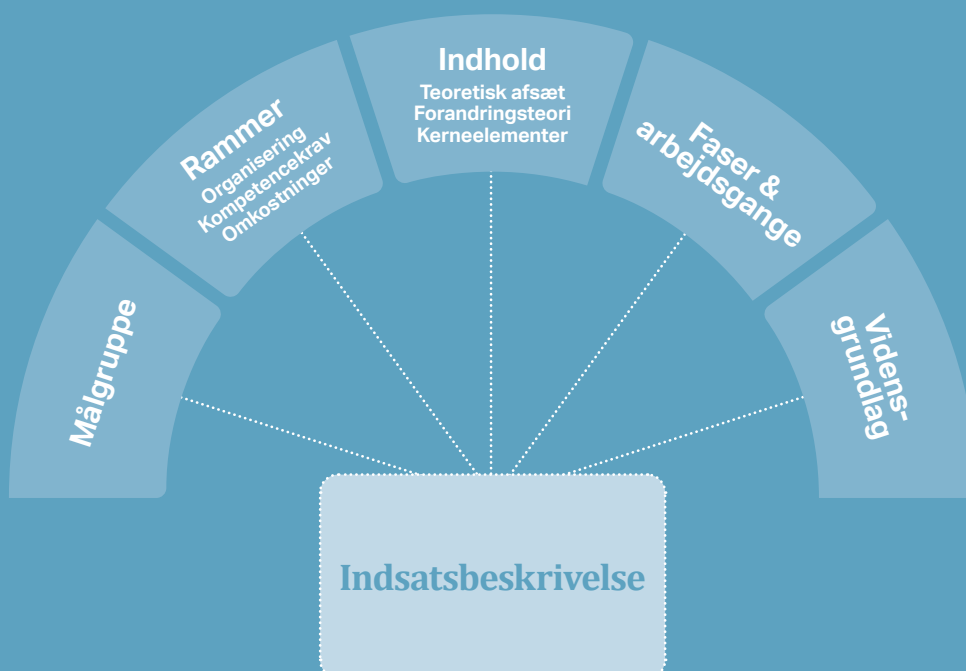 Målgruppe
Rammer
Organisering
Kompetencekrav
Omkostninger
Indhold
Teoretisk afsæt
Forandringsteori
Kerneelementer
Faser &
arbejdsgange
Videns-
grundlag
Indsatsbeskrivelse